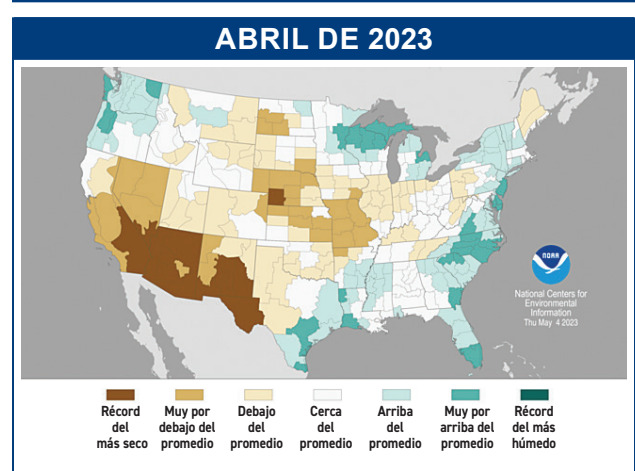 ABRIL DE 2023
NOAA
National Centers for
Environmental
Information
Thu May 4 2023
Récord
del
más seco
Muy por
debajo del
promedio
Debajo
del
promedio
Cerca
del
promedio
Arriba
del
promedio
Muy por
arriba del
promedio
Récord
del más
húmedo